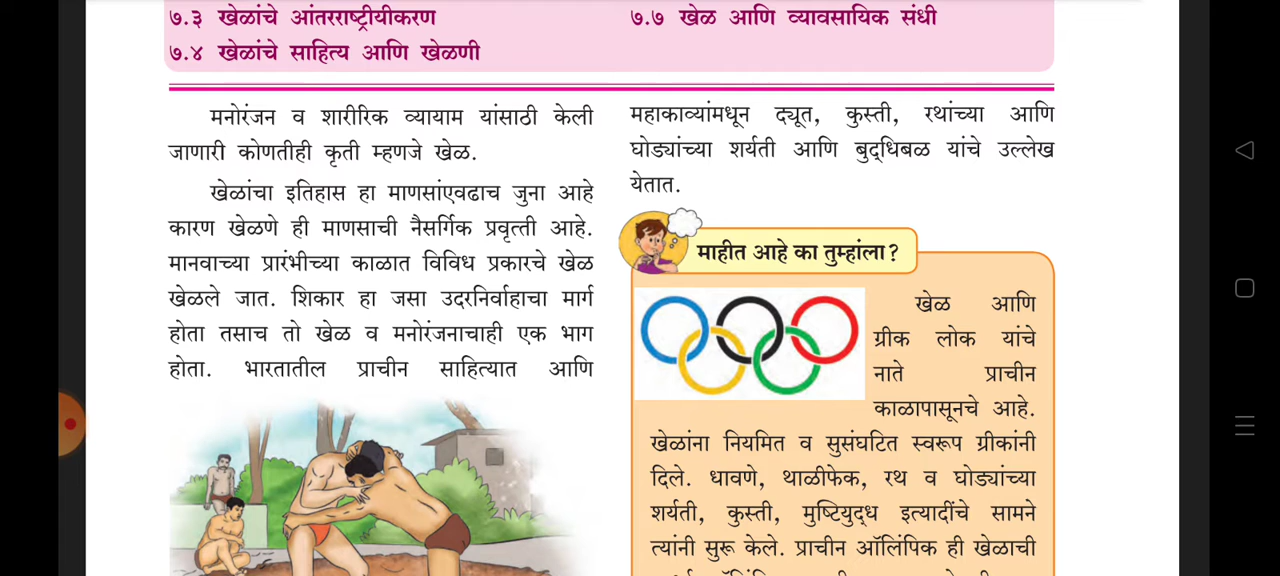 ७.३ खेळांचे आंतरराष्ट्रीयीकरण
७.४ खेळांचे साहित्य आणि खेळणी
७.७ खेळ आणि व्यावसायिक संधी
मनोरंजन व शारीरिक व्यायाम यांसाठी केली
जाणारी कोणतीही कृती म्हणजे खेळ.
खेळांचा इतिहास हा माणसांएवढाच जुना आहे
कारण खेळणे ही माणसाची नैसर्गिक प्रवृत्ती आहे.
मानवाच्या प्रारंभीच्या काळात विविध प्रकारचे खेळ
खेळले जात. शिकार हा जसा उदरनिर्वाहाचा मार्ग
होता तसाच तो खेळ व मनोरंजनाचाही एक भाग
होता. भारतातील प्राचीन साहित्यात आणि
महाकाव्यांमधून द्यूत, कुस्ती, रथांच्या आणि
घोड्यांच्या शर्यती आणि बुद्धिबळ यांचे उल्लेख
येतात.
माहीत आहे का तुम्हांला ?
खेळ आणि
ग्रीक लोक यांचे
नाते प्राचीन
काळापासूनचे आहे.
खेळांना नियमित व सुसंघटित स्वरूप ग्रीकांनी
दिले. धावणे, थाळीफेक, रथ व घोड्यांच्या
शर्यती, कुस्ती, मुष्टियुद्ध इत्यादींचे सामने
त्यांनी सुरू केले. प्राचीन ऑलिंपिक ही खेळाची